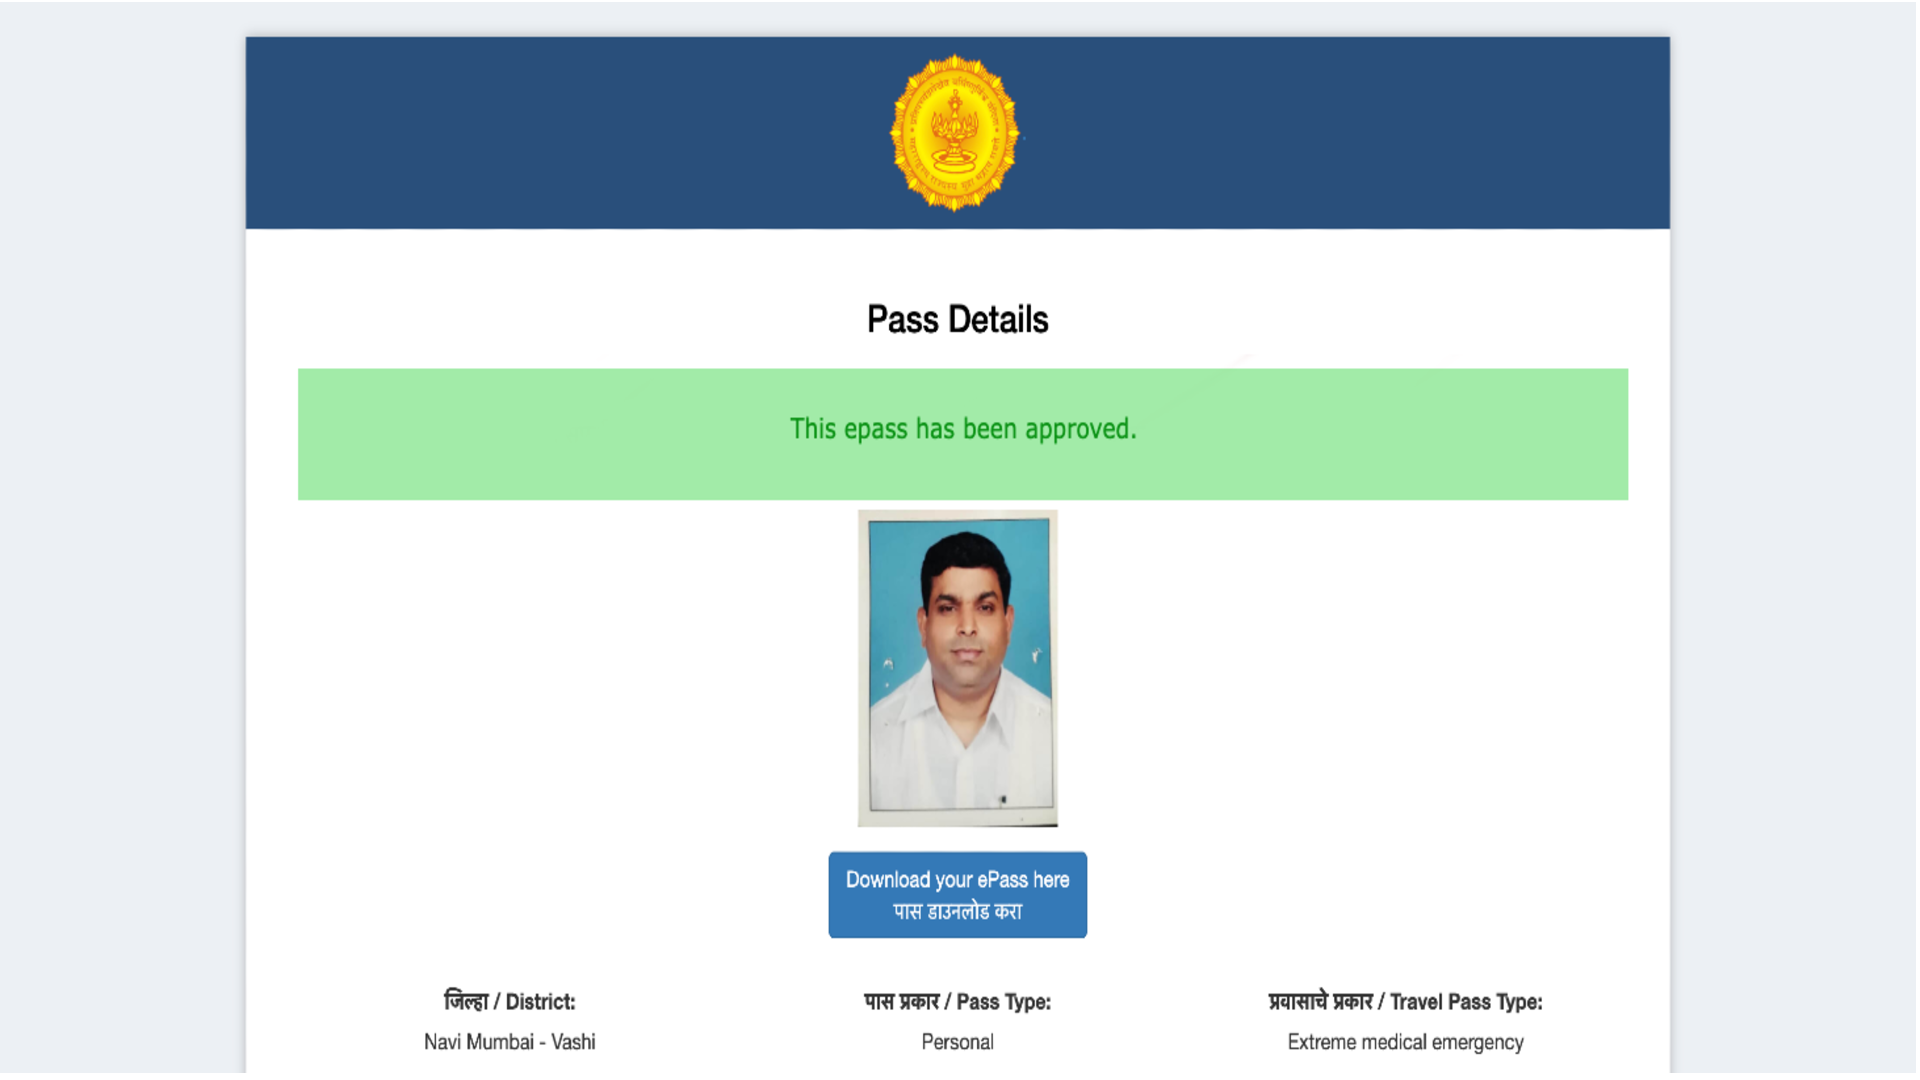 Pass Details
This epass has been approved.
Download your ePass here
पास डाउनलोड करा
जिल्हा / District:
Navi Mumbai - Vashi
पास प्रकार / Pass Type:
Personal
प्रवासाचे प्रकार / Travel Pass Type:
Extreme medical emergency